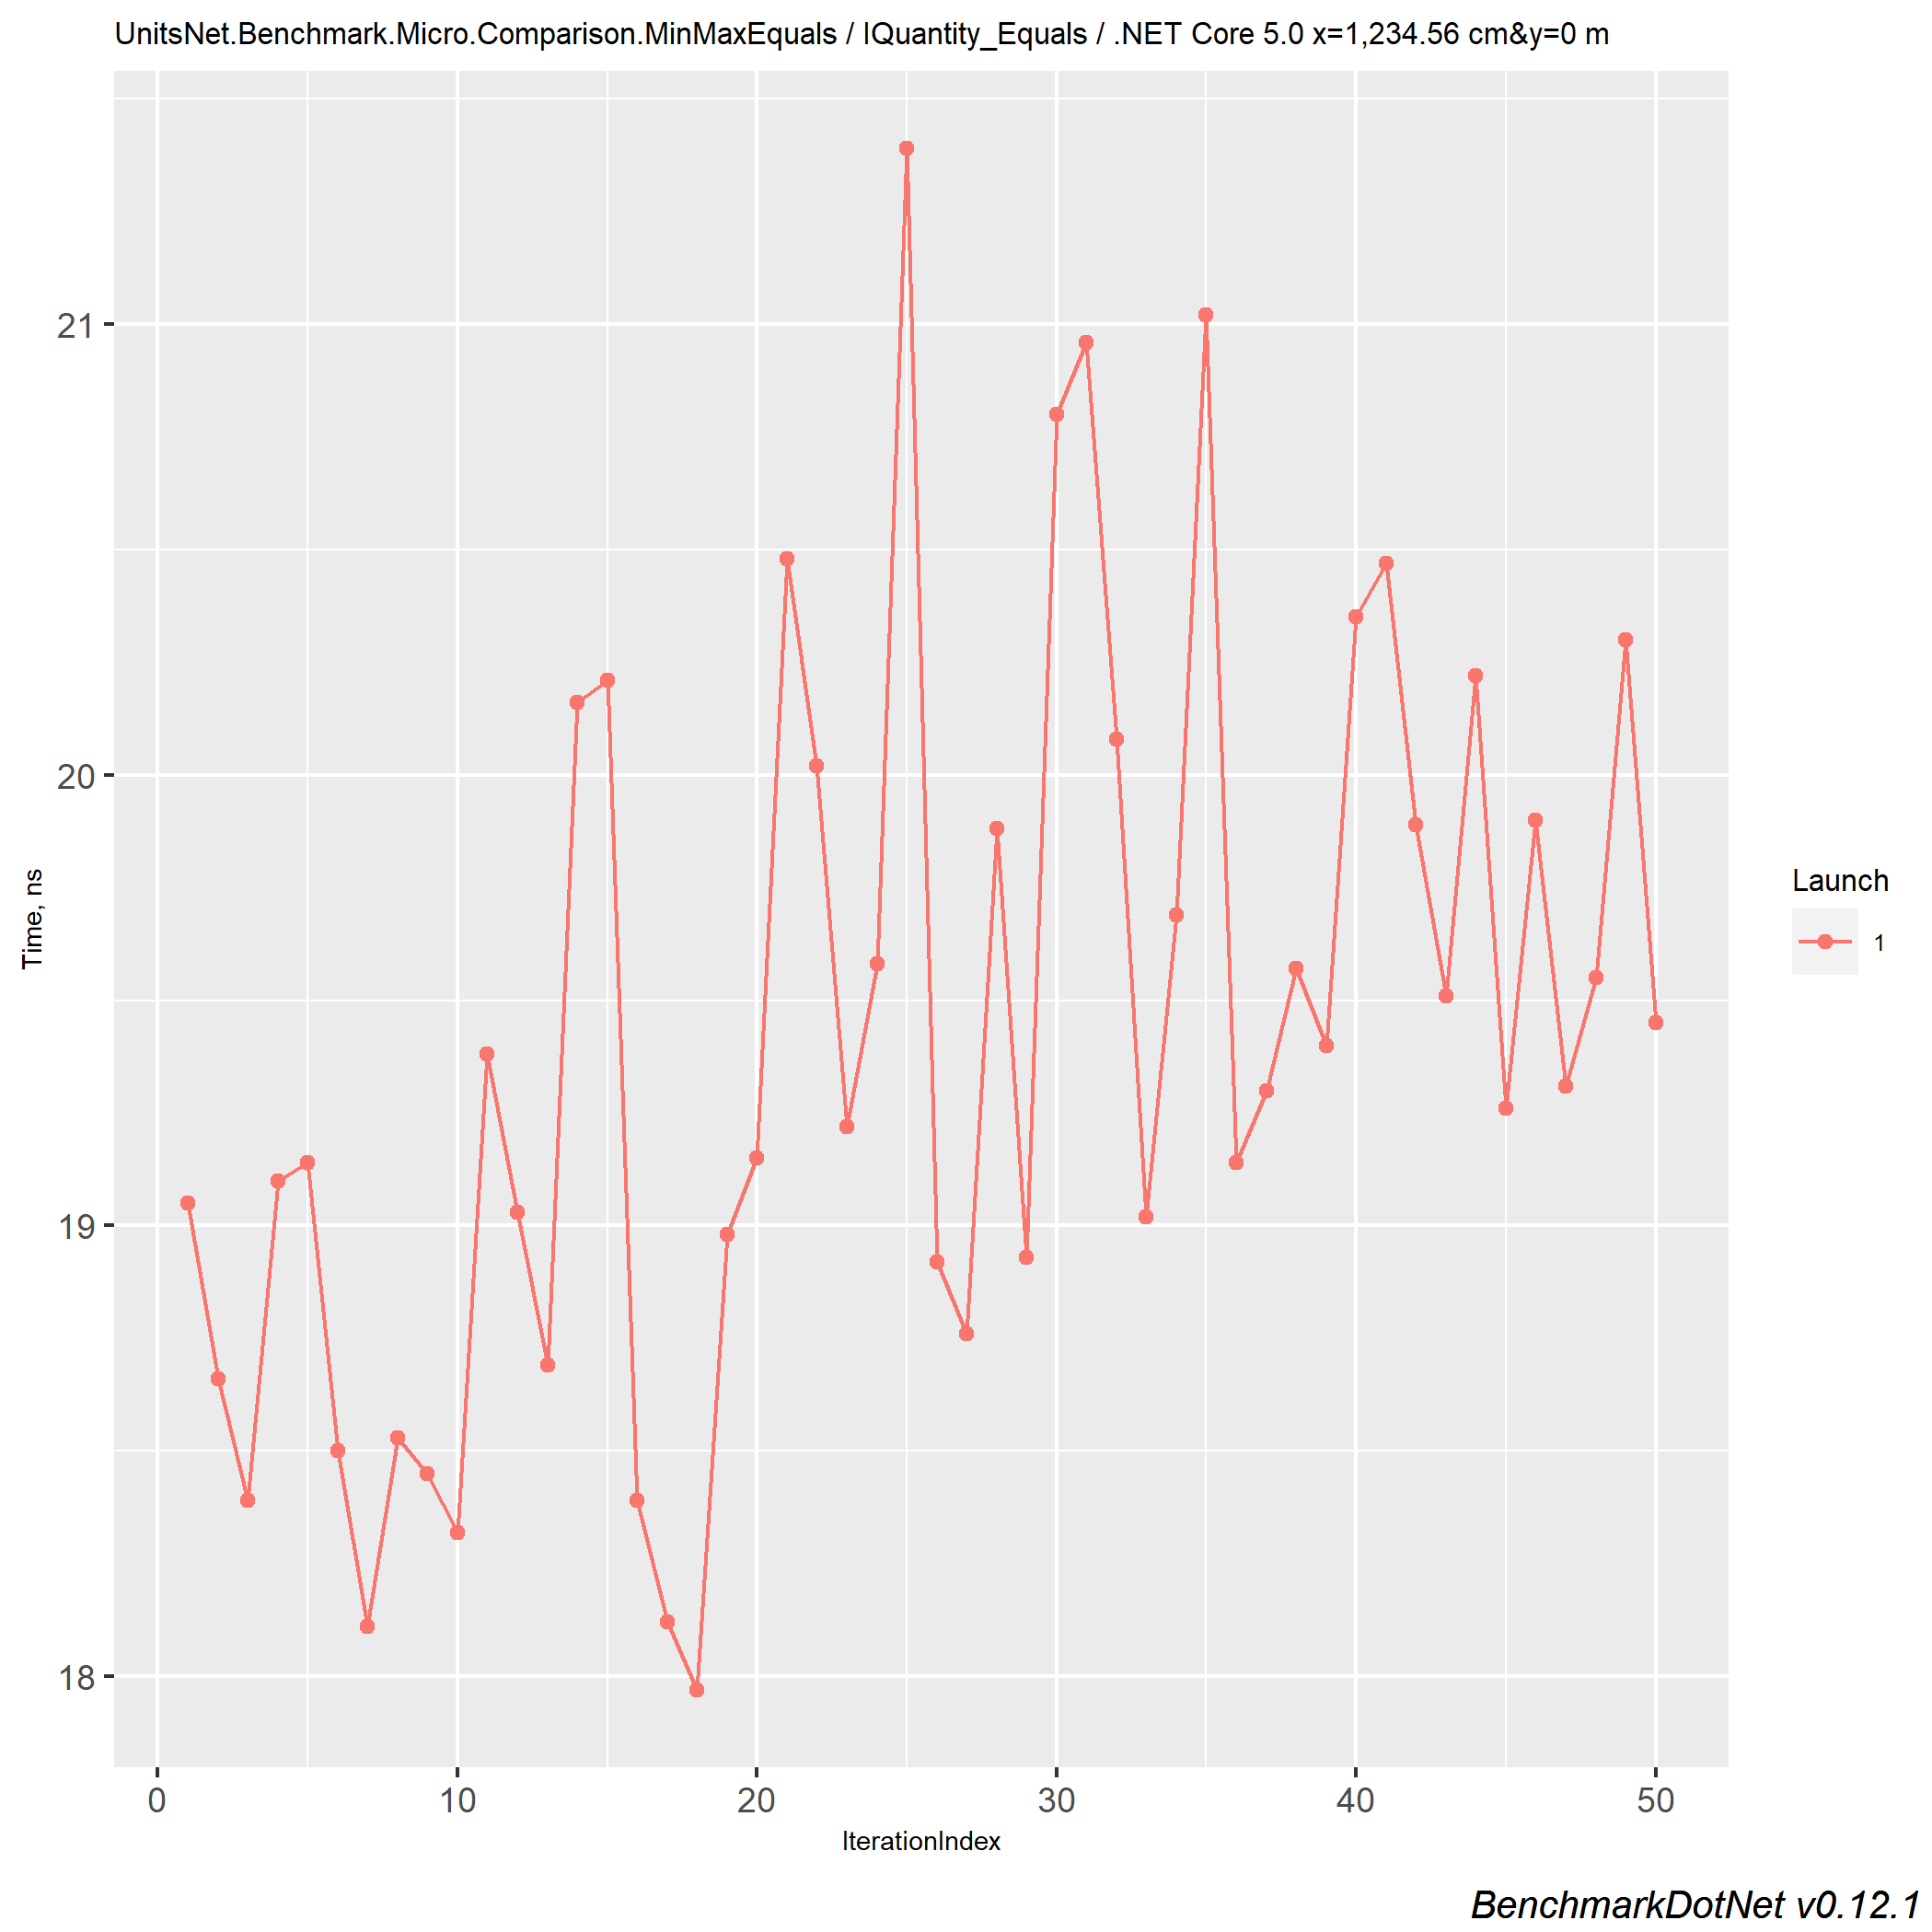 UnitsNet.Benchmark.Micro.Comparison.MinMaxEquals / IQuantity_Equals / .NET Core 5.0 x=1,234.56 cm&y=0 m
21
20
19
18
Time, ns
0 10 20 30 40 50
IterationIndex
Launch
1
BenchmarkDotNet v0.12.1